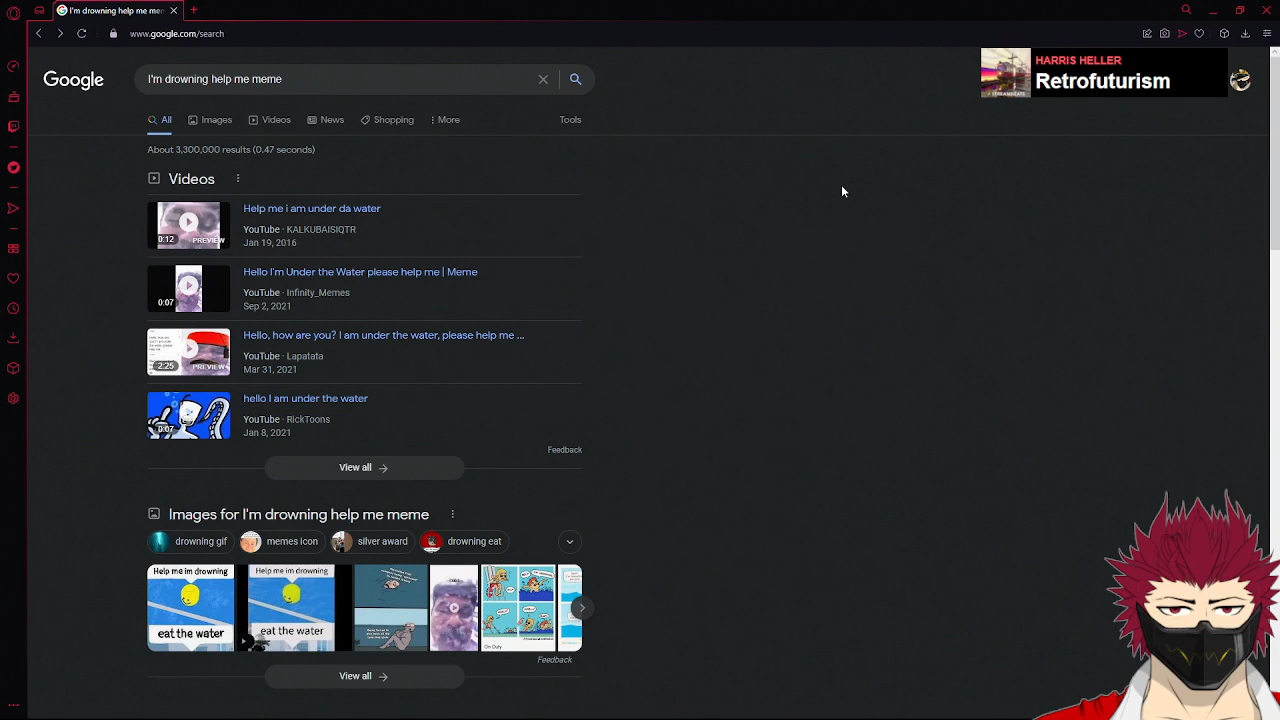 I'm drowning help me mem
www.google.com/search
HARRIS HELLER
Retrofuturism
STREAMBEATS
Google
I'm drowning help me meme
All
Images
Videos
News
Shopping
More
Tools
About 3,300,000 results (0.47 seconds)
Videos
Help me i am under da water
YouTube · KALKUBAISIQTR
Jan 19, 2016
0:12
PREVIEW
Hello I'm Under the Water please help me | Meme
YouTube · Infinity_Memes
Sep 2, 2021
0:07
Hello, how are you? I am under the water, please help me ...
YouTube · Lapatata
Mar 31, 2021
2:25
PREVIEW
hello I am under the water
YouTube · RickToons
Jan 8, 2021
0:07
Feedback
View all
Images for I'm drowning help me meme
drowning gif
memes icon
silver award
drowning eat
Help me im drowning
eat the water
Help me im drowning
eat the water
On Duty
Feedback
View all